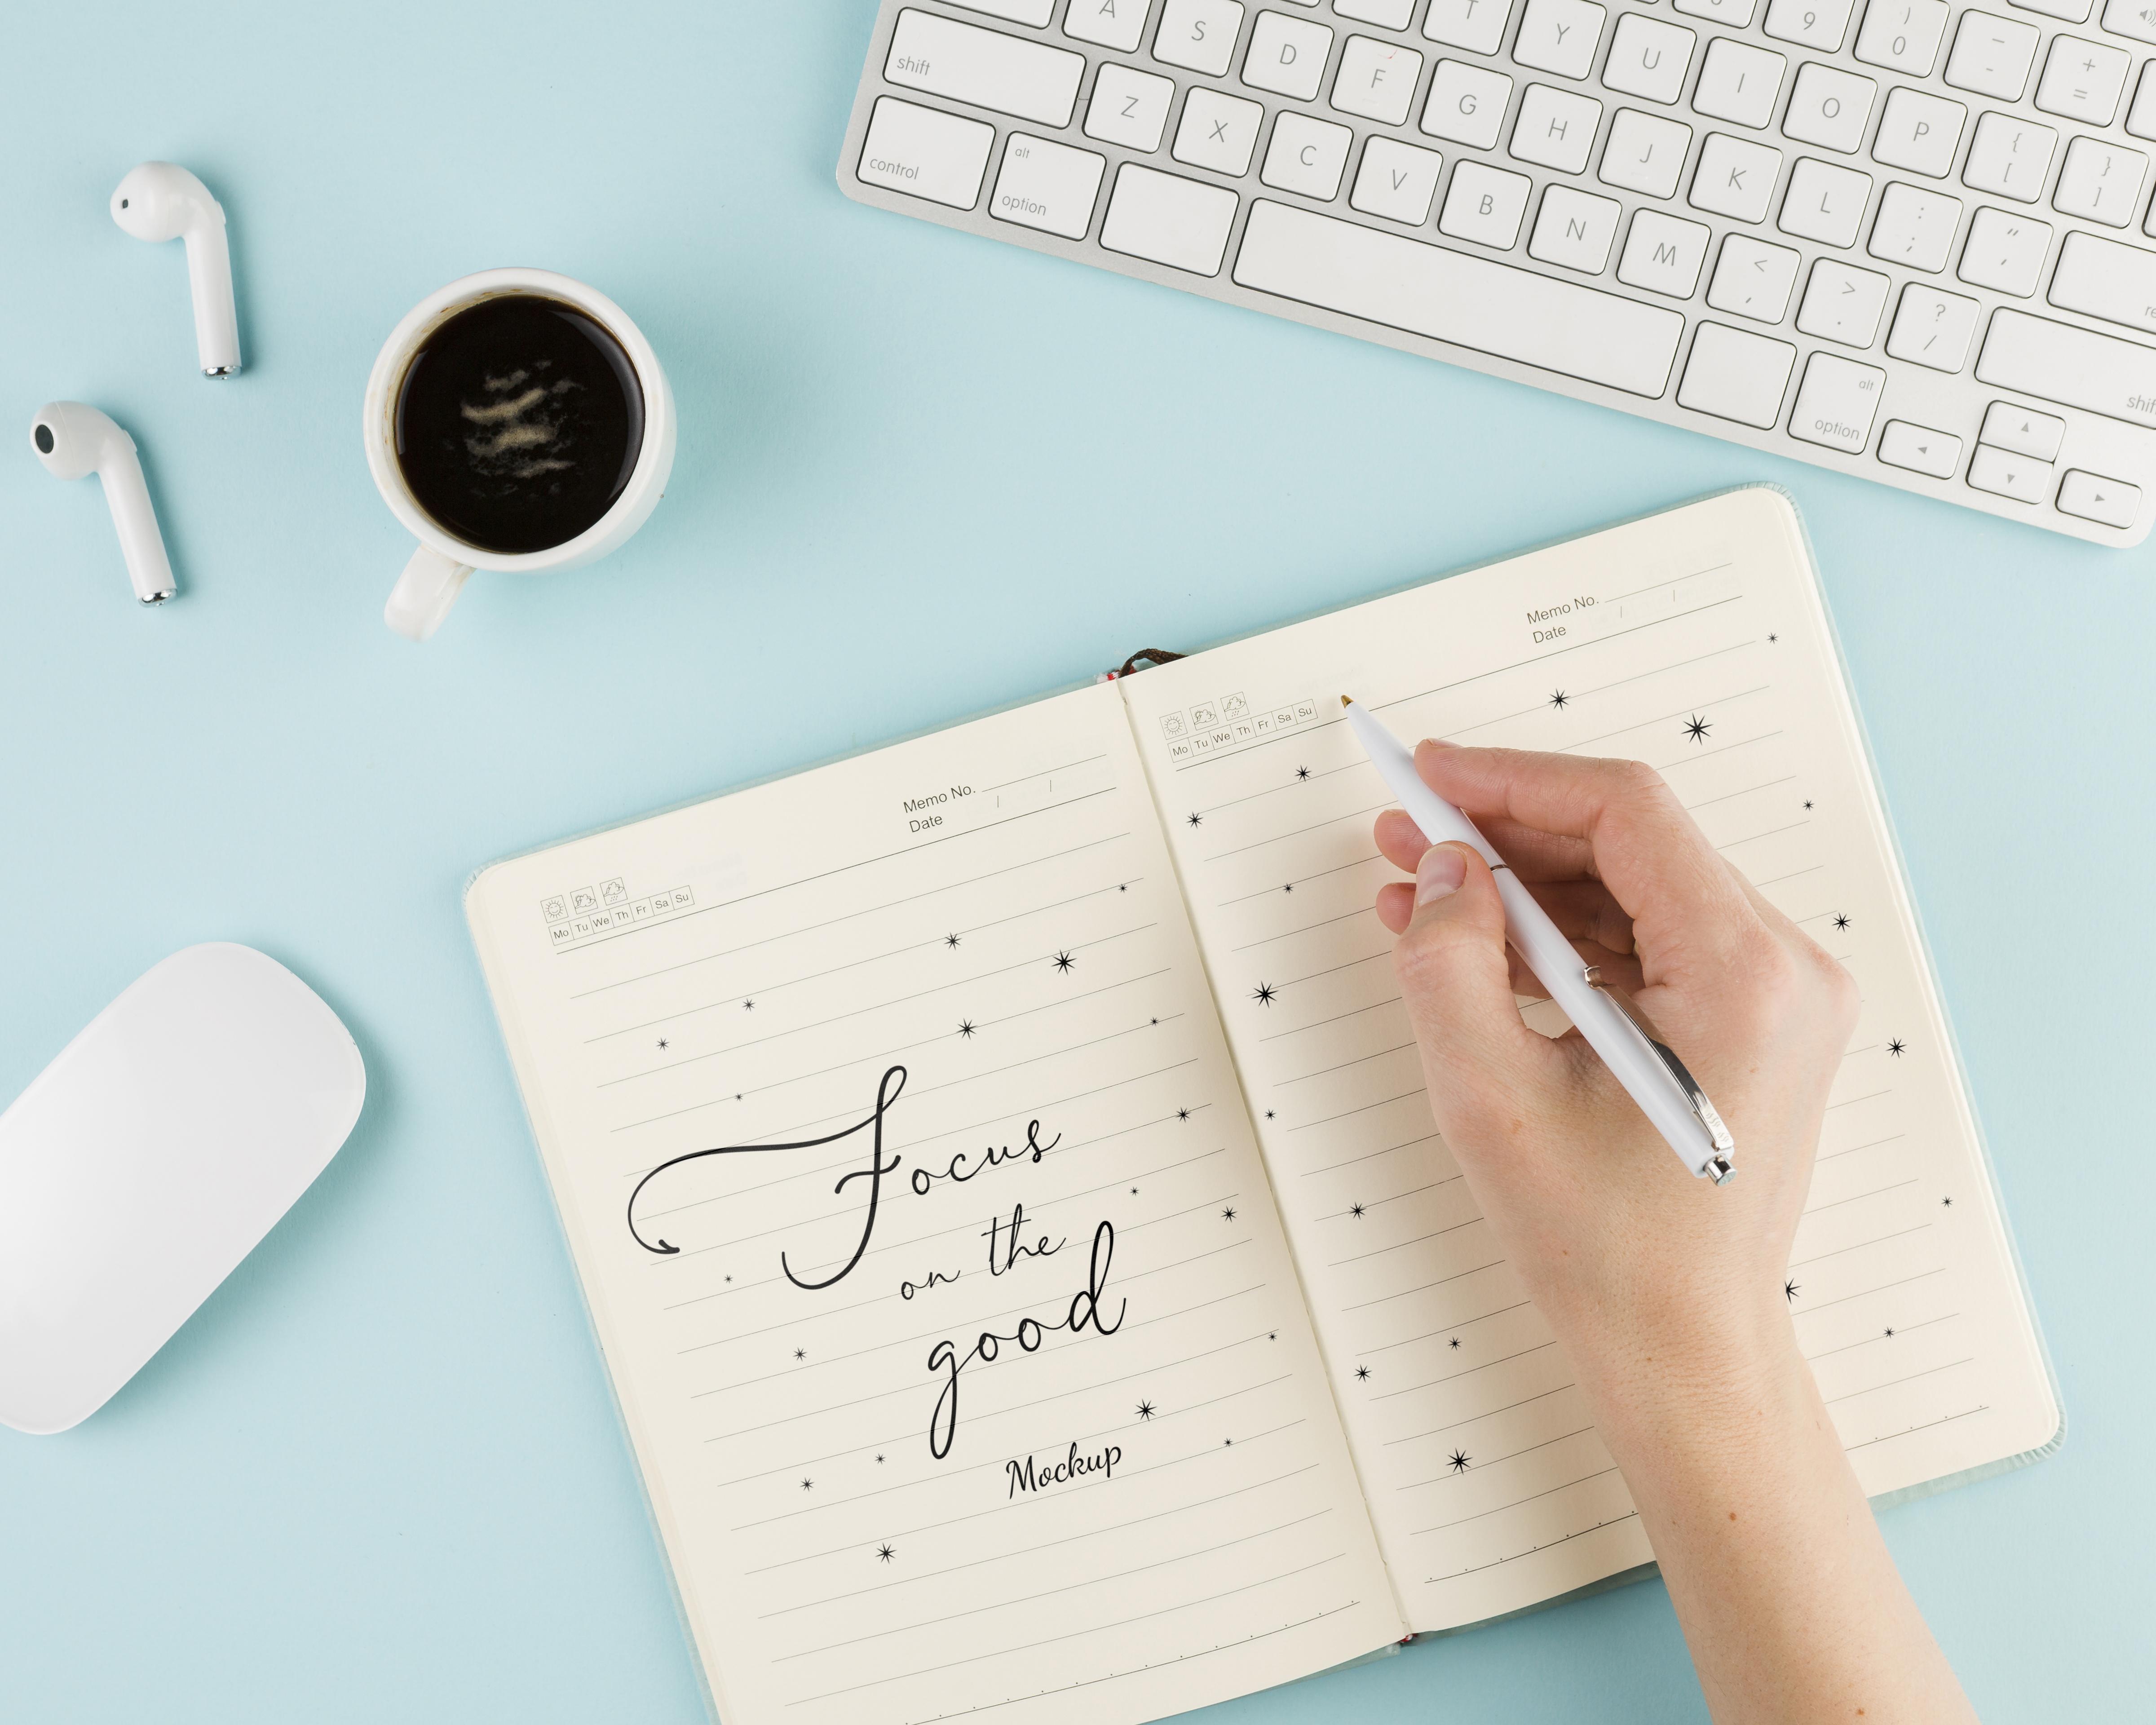 A S D F G H J K L
T Y U I O P
9 ) 0 _ - + =
{ [ } ]
: ; " '
shift Z X C V B N M < , > . ? / shif
control alt option alt option
re
Memo No.
Date / /
Mo Tu We Th Fr Sa Su
Memo No.
Date / /
Mo Tu We Th Fr Sa Su
Focus
on the
good
Mockup